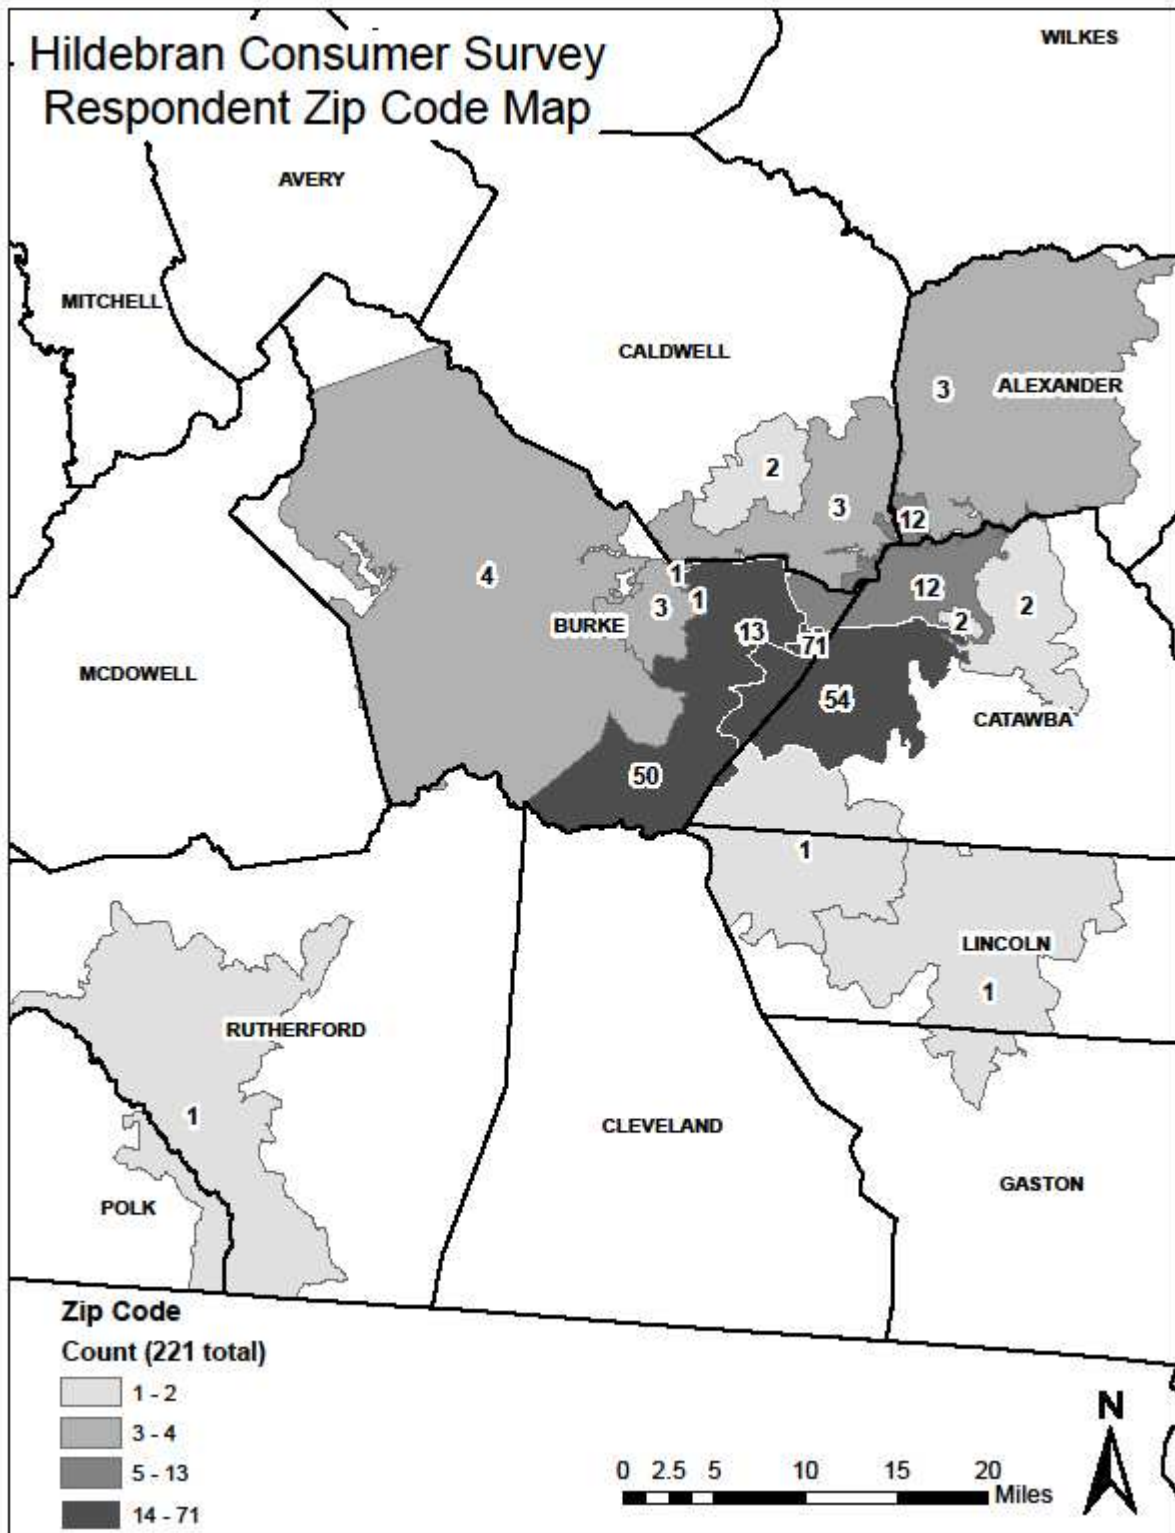 Hildebran Consumer Survey
Respondent Zip Code Map
WILKES
AVERY
MITCHELL
CALDWELL
3
ALEXANDER
2
3
12
4
1
1
3
BURKE
13
71
12
2
2
MCDOWELL
54
CATAWBA
50
1
LINCOLN
1
RUTHERFORD
1
CLEVELAND
POLK
GASTON
Zip Code
Count (221 total)
1 - 2
3 - 4
5 - 13
14 - 71
N
0 2.5 5 10 15 20
Miles